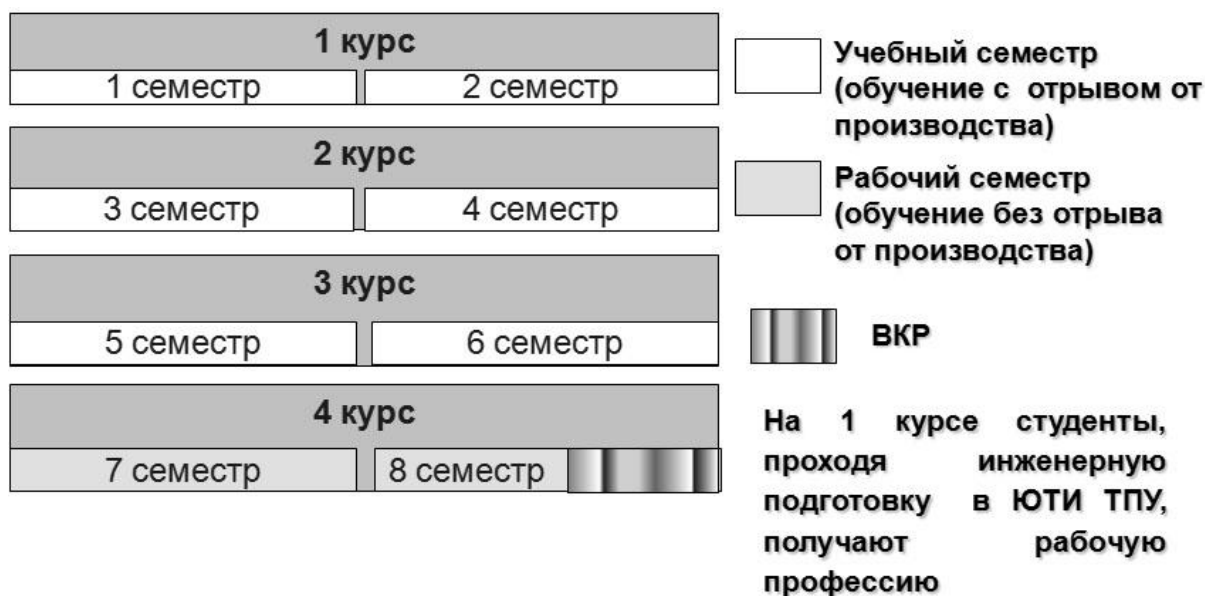 1 курс
1 семестр
2 семестр
2 курс
3 семестр
4 семестр
3 курс
5 семестр
6 семестр
4 курс
7 семестр
8 семестр
Учебный семестр
(обучение с отрывом от
производства)
Рабочий семестр
(обучение без отрыва
от производства)
ВКР
На 1 курсе студенты,
проходя инженерную
подготовку в ЮТИ ТПУ,
получают рабочую
профессию